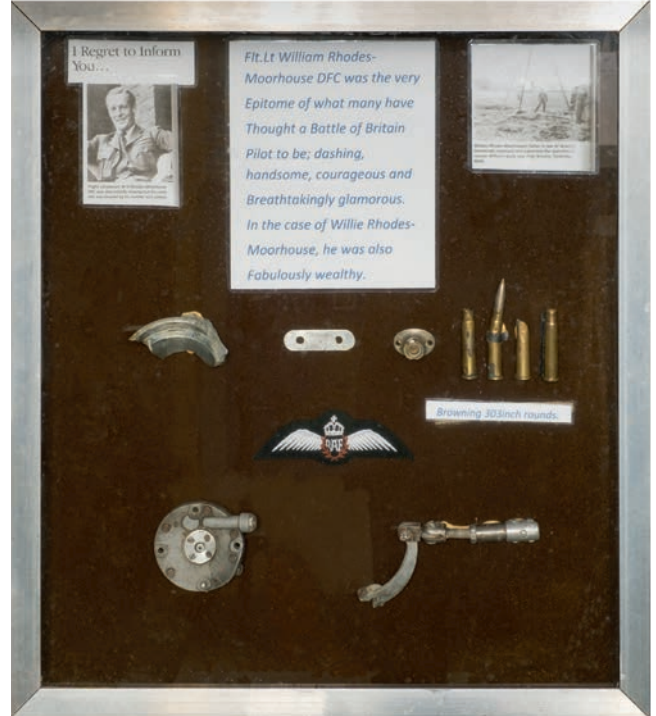 I Regret to Inform
You...
Flt.Lt William Rhodes-
Moorhouse DFC was the very
Epitome of what many have
Thought a Battle of Britain
Pilot to be; dashing,
handsome, courageous and
Breathtakingly glamorous.
In the case of Willie Rhodes-
Moorhouse, he was also
Fabulously wealthy.
Browning 303inch rounds.
RAF